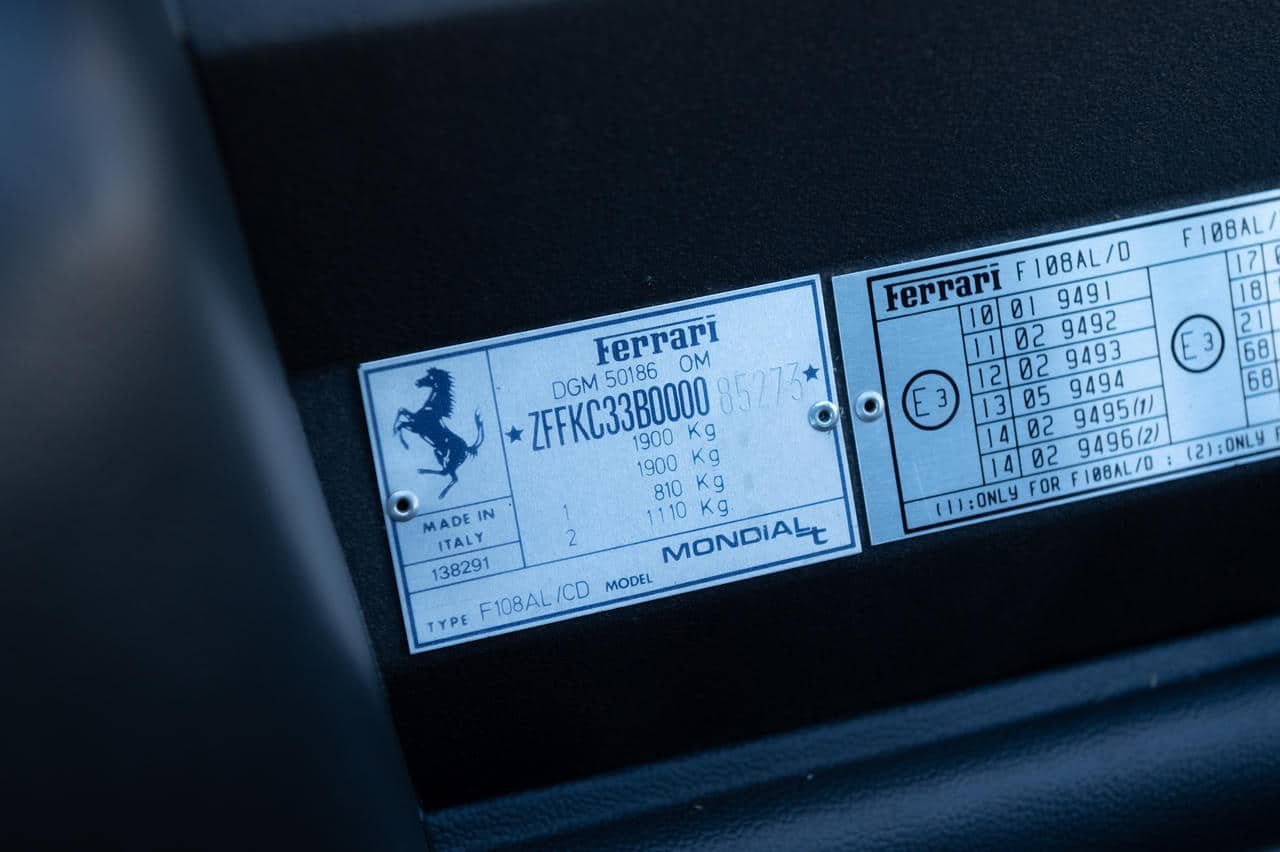 Ferrari
DGM 50186 OM
★ZFFKC33B0000 85273★
1900 Kg
1900 Kg
1 810 Kg
2 1110 Kg
MADE IN
ITALY
138291
TYPE F108AL/CD MODEL MONDIAL t
Ferrari F108AL/D F108AL/
E3
10 01 9491
11 02 9492
12 02 9493
13 05 9494
14 02 9495(1)
14 02 9496(2)
E3
17
18
21
68
68
(1):ONLY FOR F108AL/D ; (2):ONLY